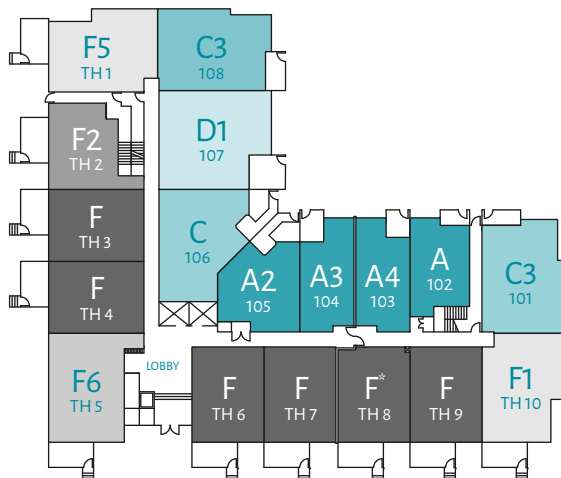 F5
TH 1
C3
108
F2
TH 2
D1
107
F
TH 3
C
106
F
TH 4
A2
105
A3
104
A4
103
A
102
C3
101
F6
TH 5
LOBBY
F
TH 6
F
TH 7
F*
TH 8
F
TH 9
F1
TH 10